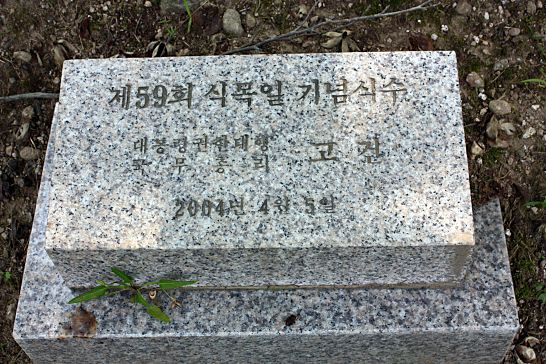 제59회 식목일 기념식수
대통령권한대행
국무총리 고건
2004년 4월 5일